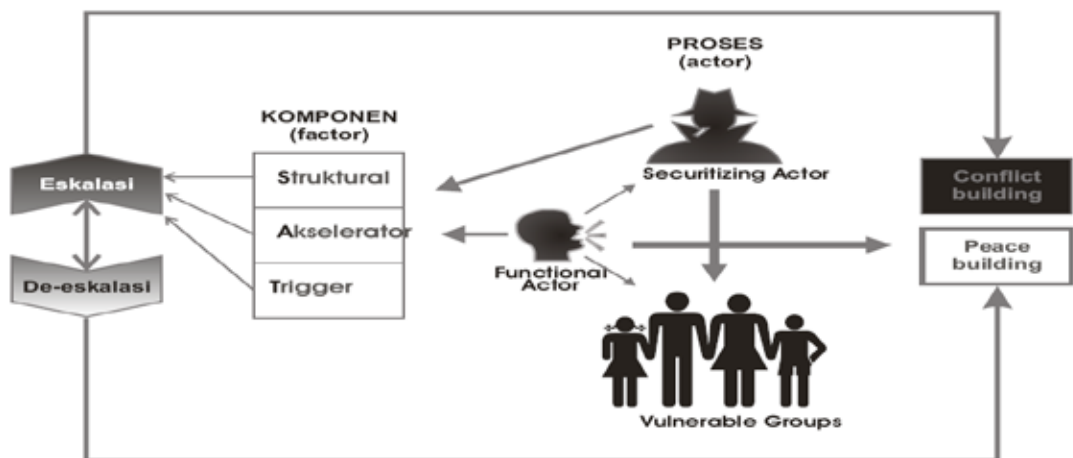 PROSES
(actor)
KOMPONEN
(factor)
Eskalasi
De-eskalasi
Struktural
Akselerator
Trigger
Securitizing Actor
Functional
Actor
Vulnerable Groups
Conflict
building
Peace
building